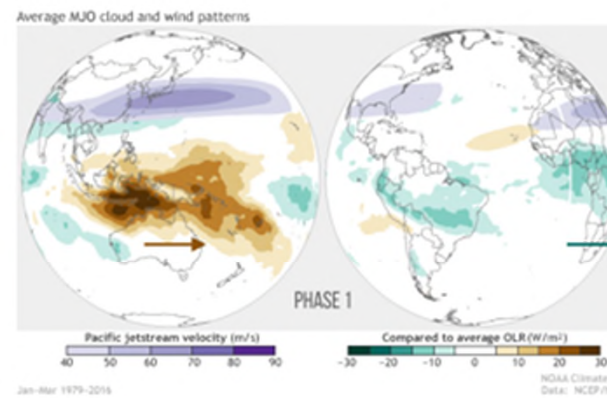 Average MJO cloud and wind patterns
PHASE 1
Pacific jetstream velocity (m/s)
40 50 60 70 80 90
Compared to average OLR (W/m²)
-30 -20 -10 0 10 20 30
Jan-Mar 1979-2016
NOAA Climate
Data: NCEP/